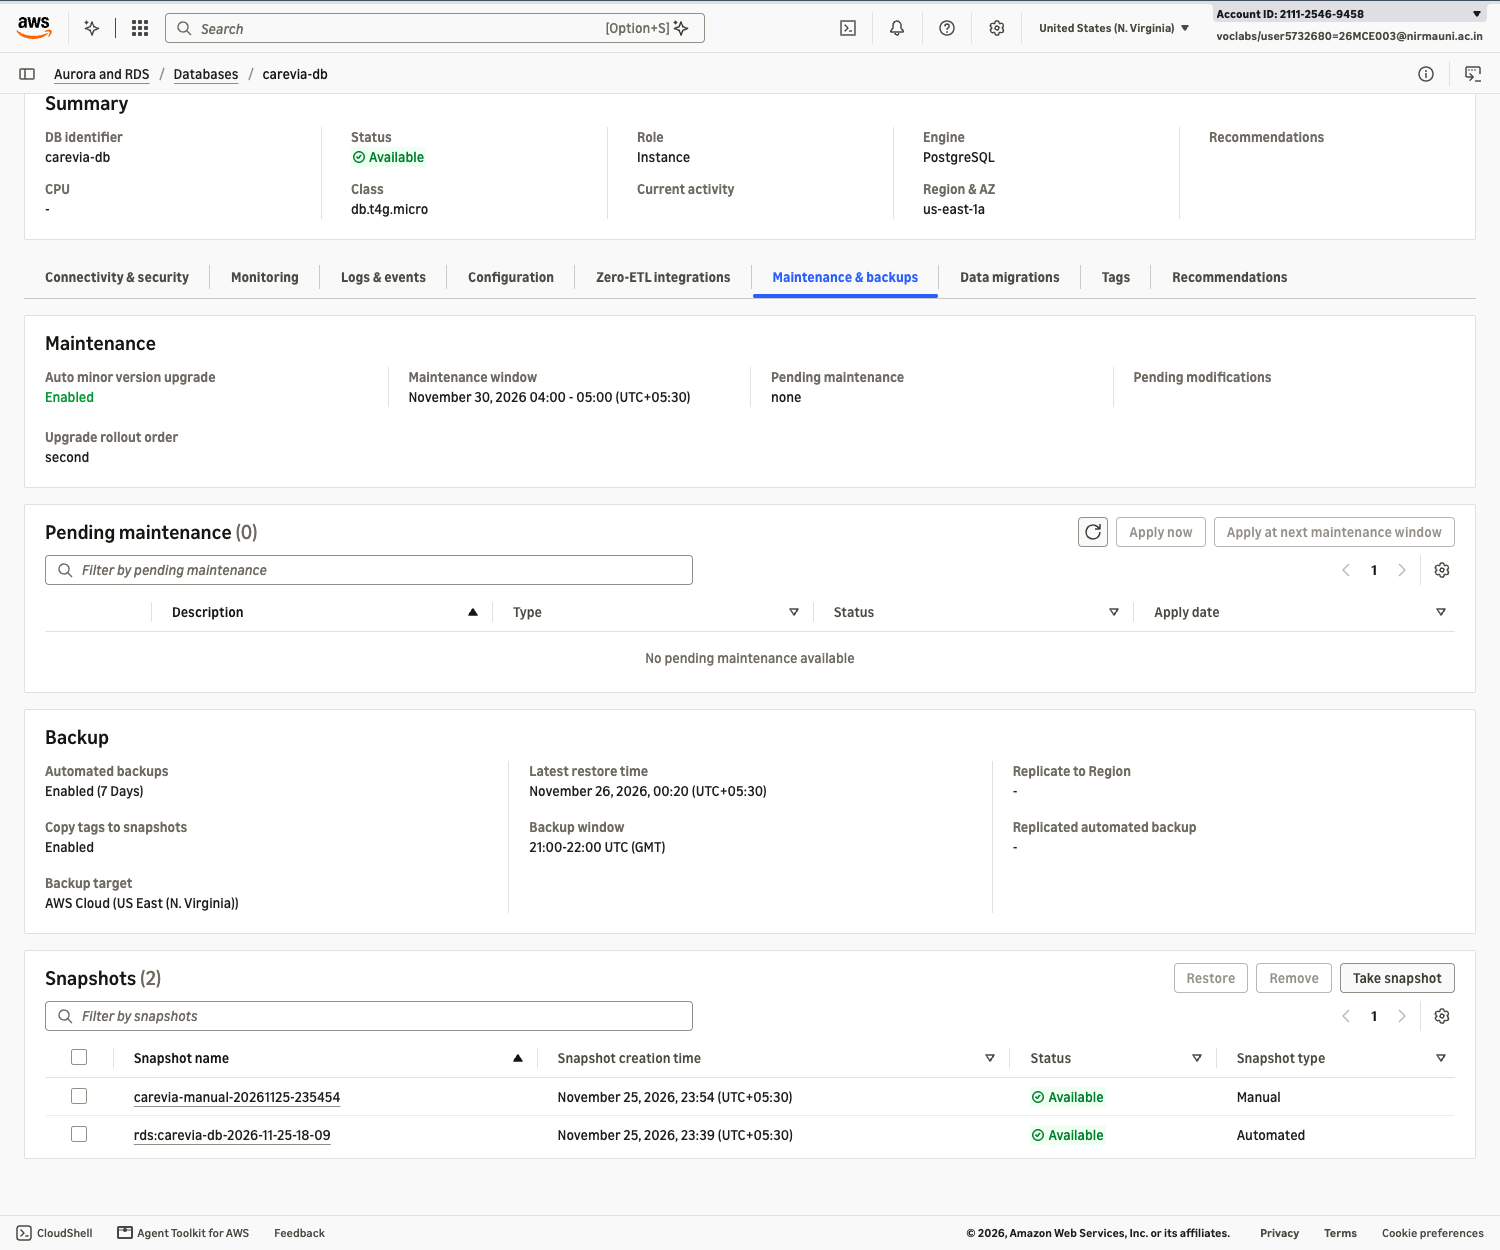 aws
Search [Option+S]
United States (N. Virginia)
Account ID: 2111-2546-9458
voclabs/user5732680=26MCE003@nirmauni.ac.in
Aurora and RDS / Databases / carevia-db
Summary
DB identifier
carevia-db
Status
Available
Role
Instance
Engine
PostgreSQL
Recommendations
CPU
-
Class
db.t4g.micro
Current activity
Region & AZ
us-east-1a
Connectivity & security Monitoring Logs & events Configuration Zero-ETL integrations Maintenance & backups Data migrations Tags Recommendations
Maintenance
Auto minor version upgrade
Enabled
Maintenance window
November 30, 2026 04:00 - 05:00 (UTC+05:30)
Pending maintenance
none
Pending modifications
Upgrade rollout order
second
Pending maintenance (0)
Apply now Apply at next maintenance window
Filter by pending maintenance
1
Description Type Status Apply date
No pending maintenance available
Backup
Automated backups
Enabled (7 Days)
Copy tags to snapshots
Enabled
Backup target
AWS Cloud (US East (N. Virginia))
Latest restore time
November 26, 2026, 00:20 (UTC+05:30)
Backup window
21:00-22:00 UTC (GMT)
Replicate to Region
-
Replicated automated backup
-
Snapshots (2)
Restore Remove Take snapshot
Filter by snapshots
1
Snapshot name Snapshot creation time Status Snapshot type
carevia-manual-20261125-235454 November 25, 2026, 23:54 (UTC+05:30) Available Manual
rds:carevia-db-2026-11-25-18-09 November 25, 2026, 23:39 (UTC+05:30) Available Automated
CloudShell Agent Toolkit for AWS Feedback © 2026, Amazon Web Services, Inc. or its affiliates. Privacy Terms Cookie preferences